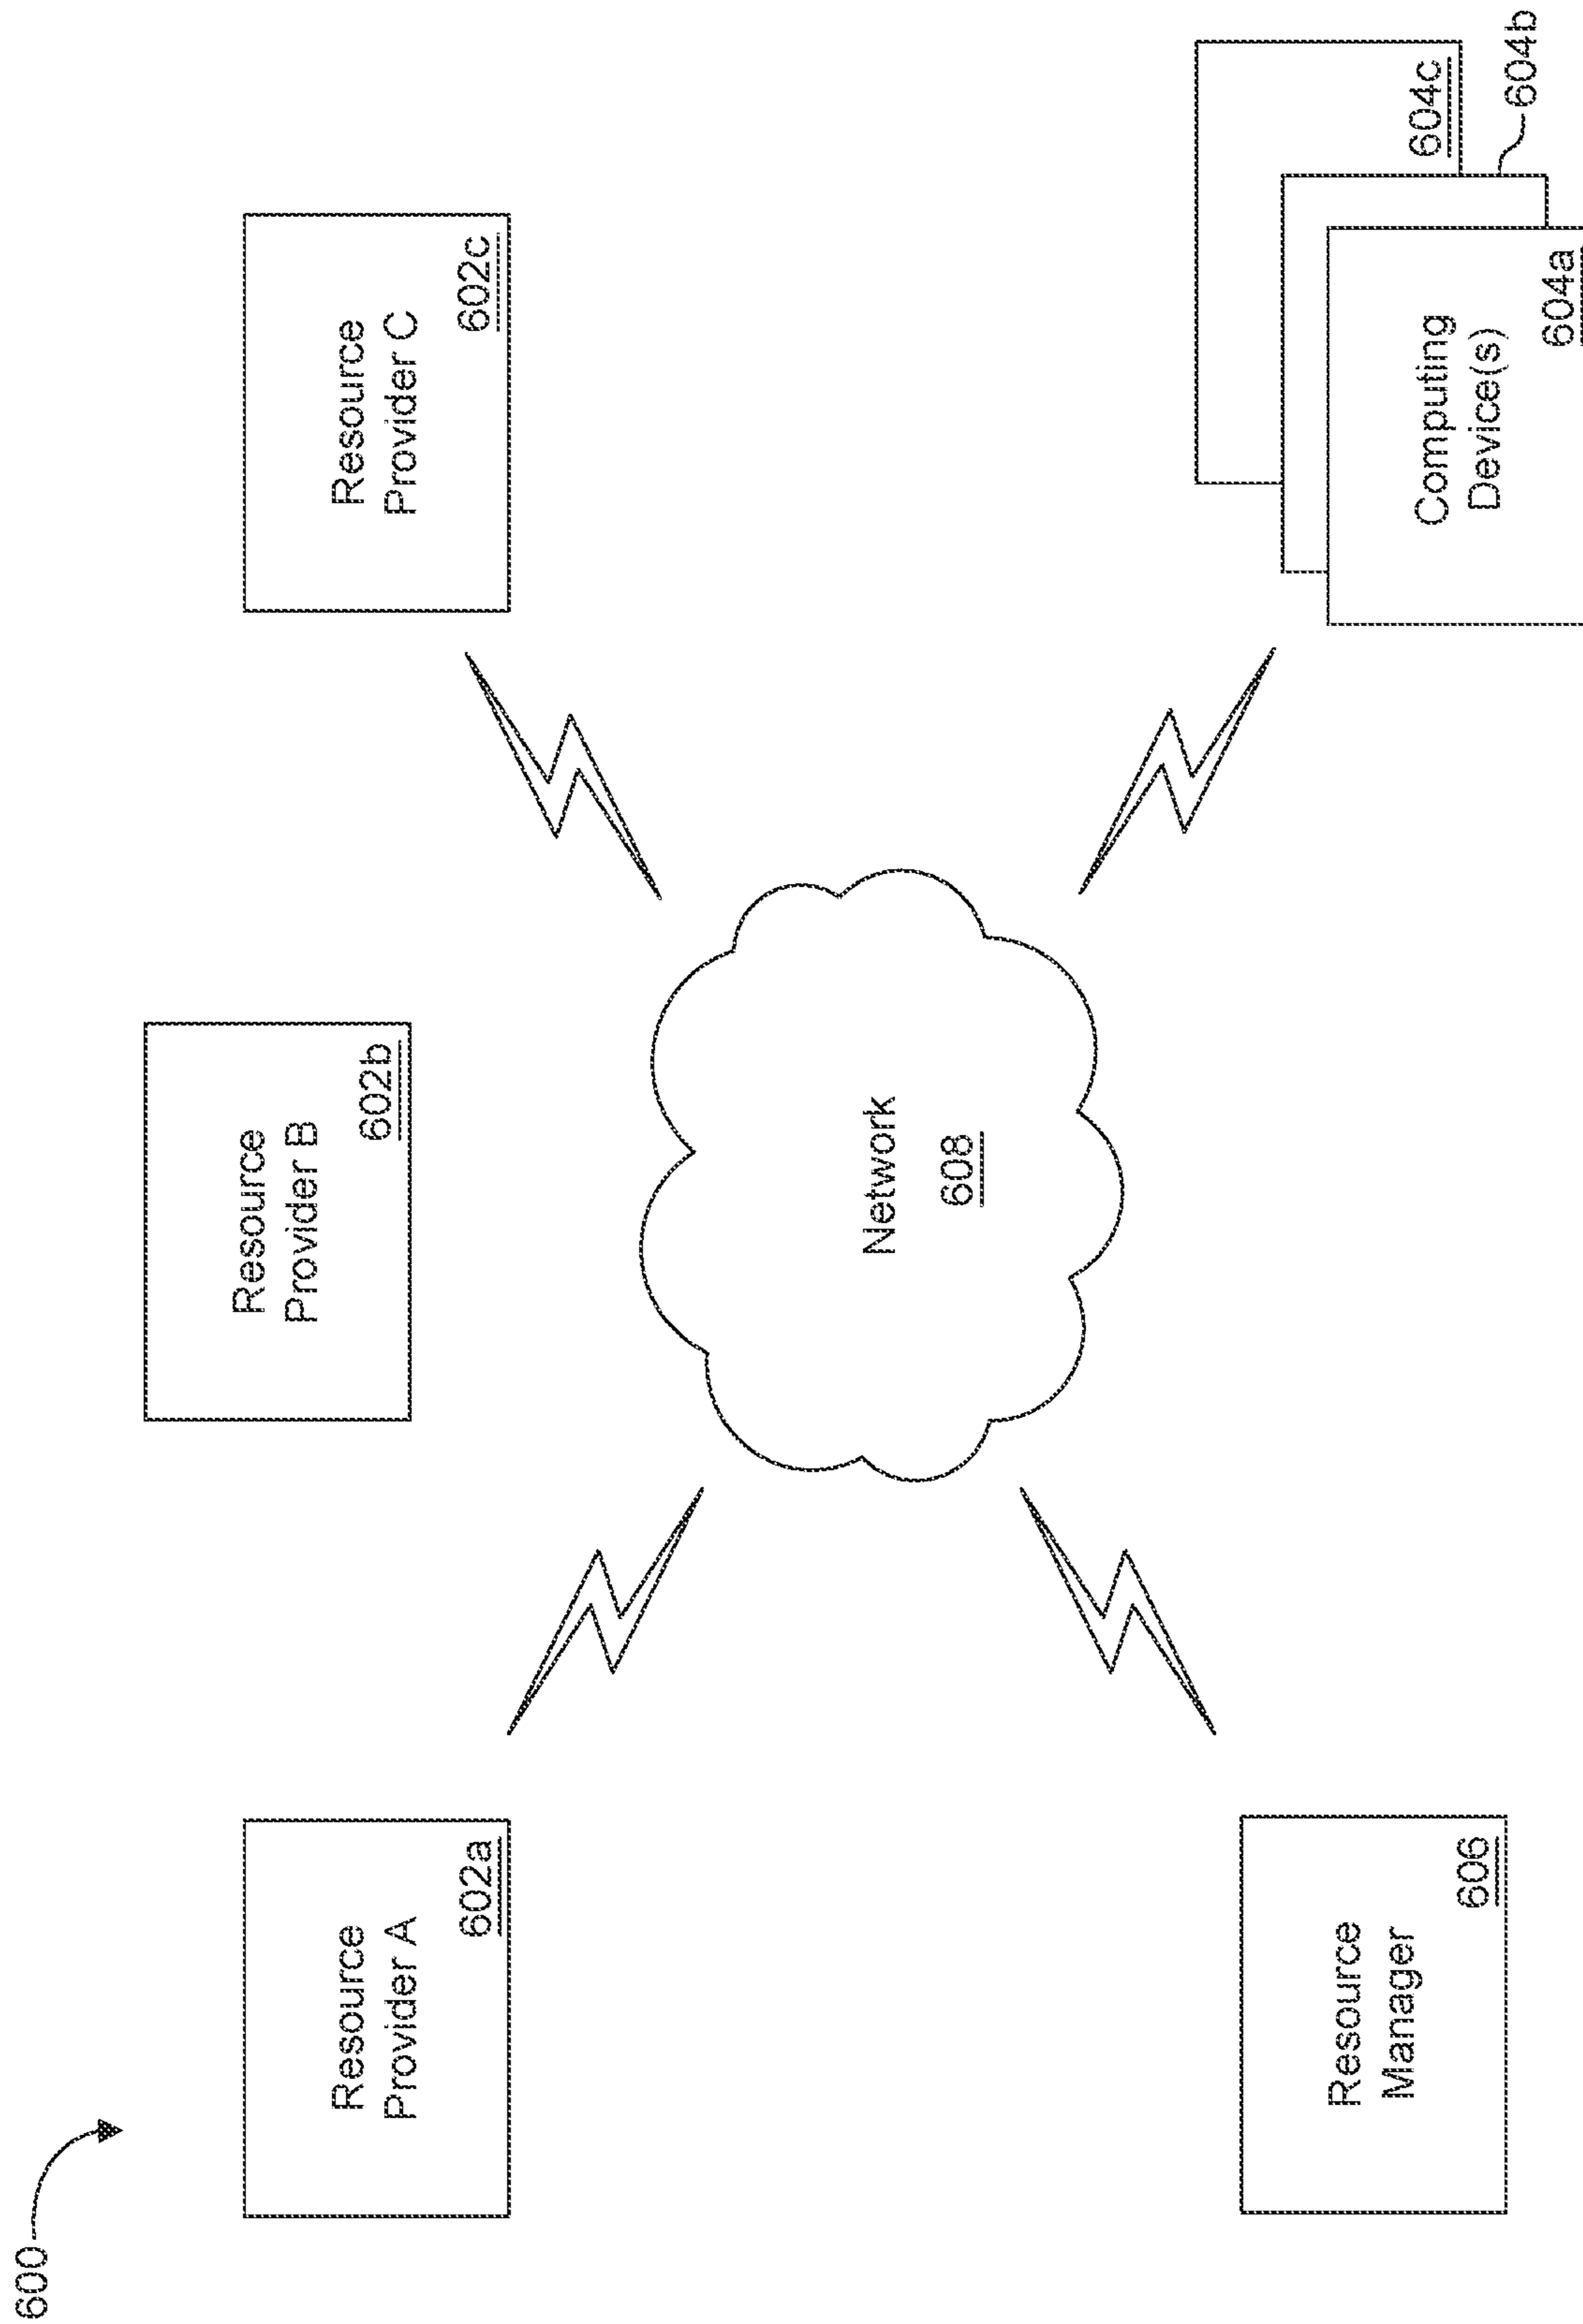 600
Resource
Provider A
602a
Resource
Provider B
602b
Resource
Provider C
602c
Network
608
Resource
Manager
606
Computing
Device(s)
604a
604b
604c